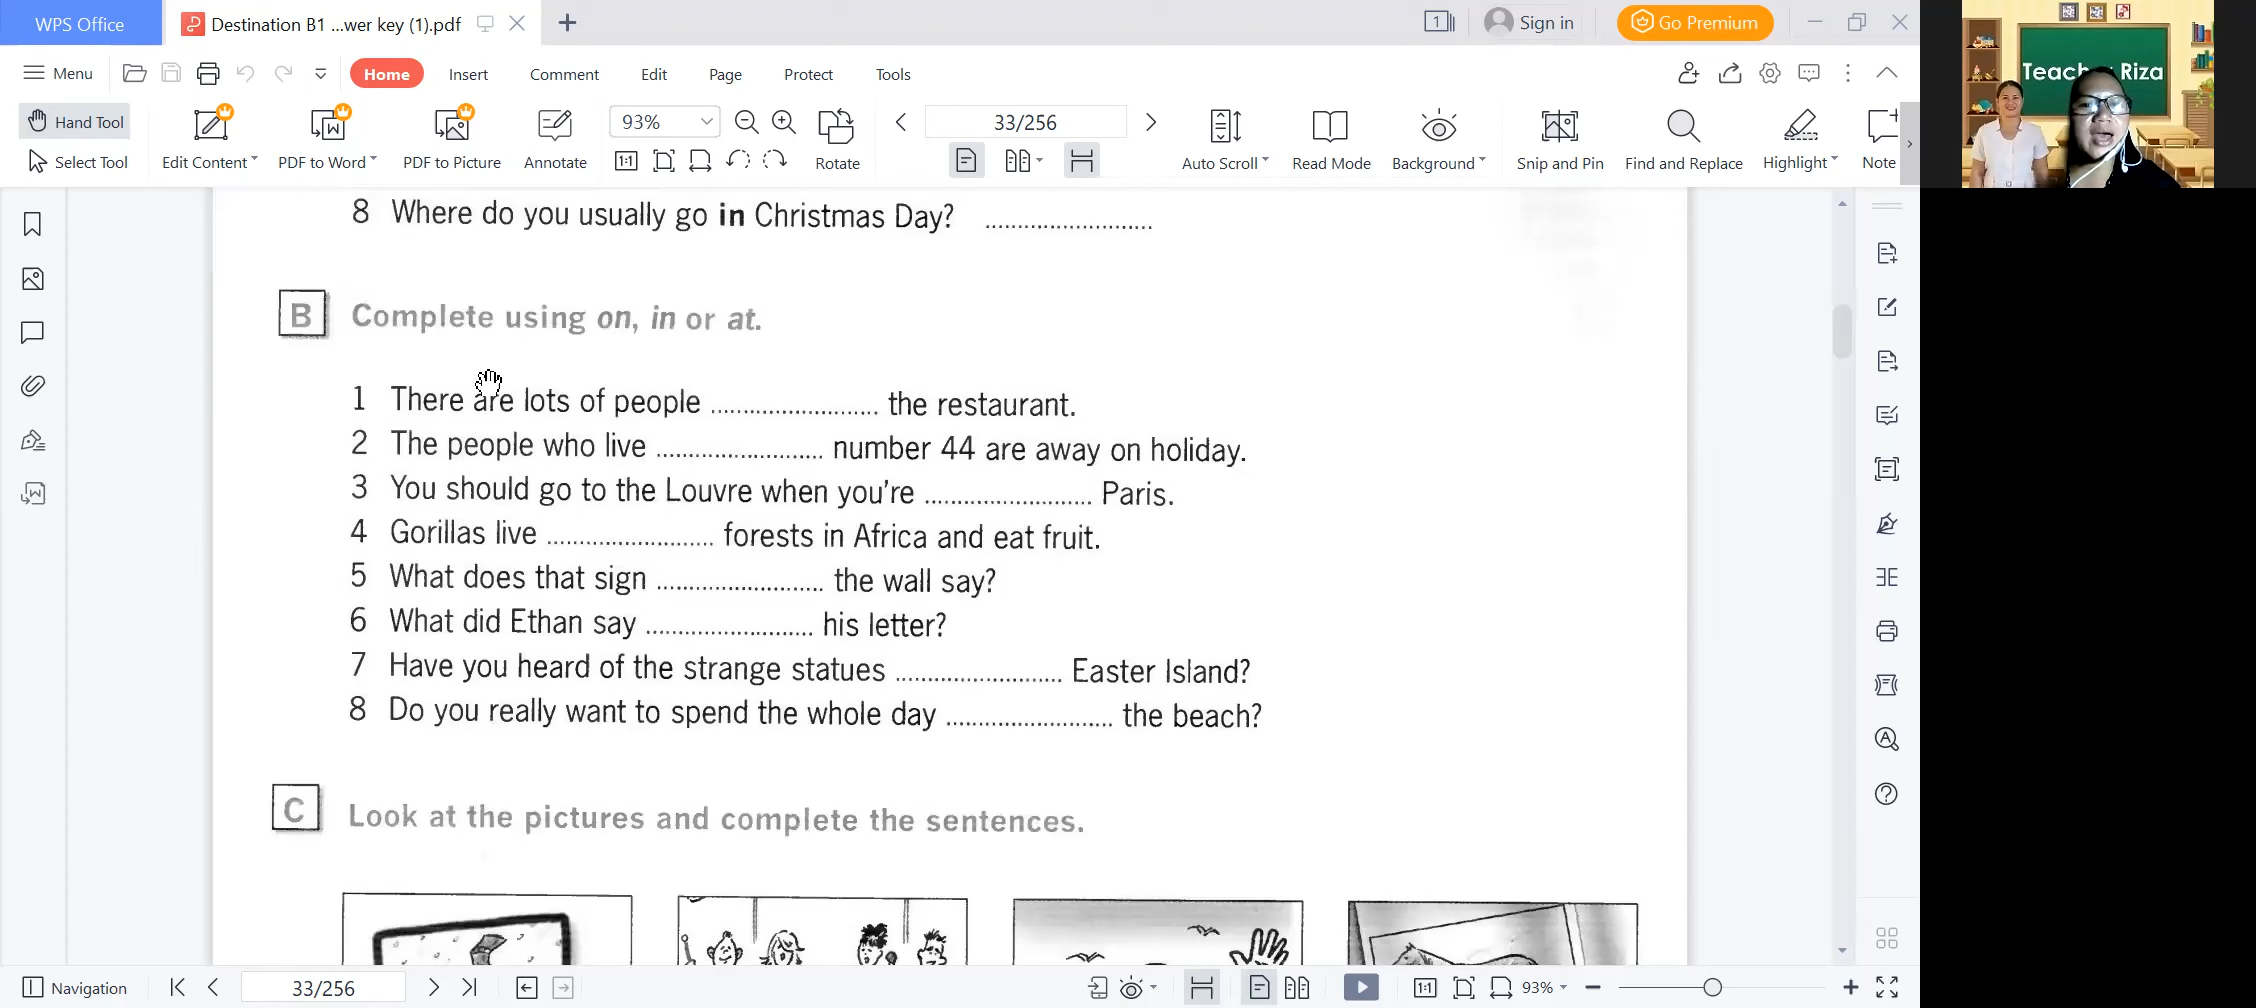 WPS Office
Destination B1 ...wer key (1).pdf
1
Sign in
Go Premium
Menu
Home
Insert
Comment
Edit
Page
Protect
Tools
Hand Tool
Select Tool
Edit Content
PDF to Word
PDF to Picture
Annotate
93%
1:1
Rotate
33/256
Auto Scroll
Read Mode
Background
Snip and Pin
Find and Replace
Highlight
Note
Riza
8 Where do you usually go in Christmas Day? ..........................
B Complete using on, in or at.
1 There are lots of people .......................... the restaurant.
2 The people who live .......................... number 44 are away on holiday.
3 You should go to the Louvre when you're .......................... Paris.
4 Gorillas live .......................... forests in Africa and eat fruit.
5 What does that sign .......................... the wall say?
6 What did Ethan say .......................... his letter?
7 Have you heard of the strange statues .......................... Easter Island?
8 Do you really want to spend the whole day .......................... the beach?
C Look at the pictures and complete the sentences.
Navigation
33/256
1:1
93%